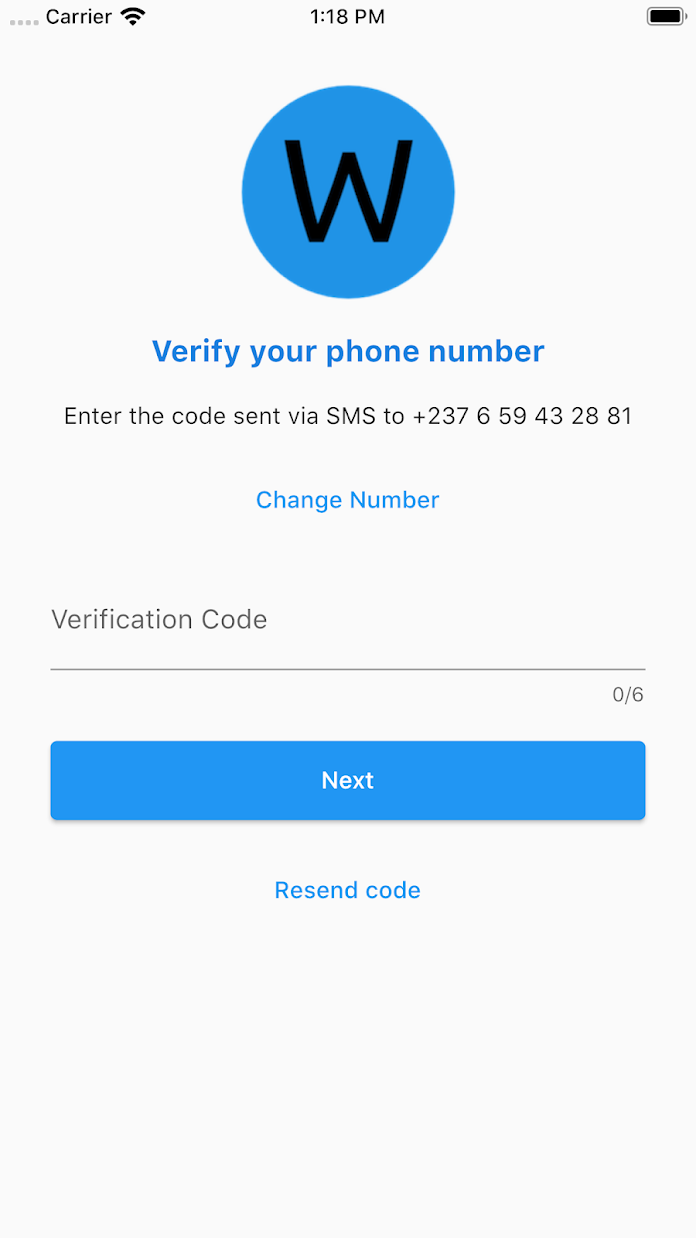 Carrier 1:18 PM
W
Verify your phone number
Enter the code sent via SMS to +237 6 59 43 28 81
Change Number
Verification Code
0/6
Next
Resend code